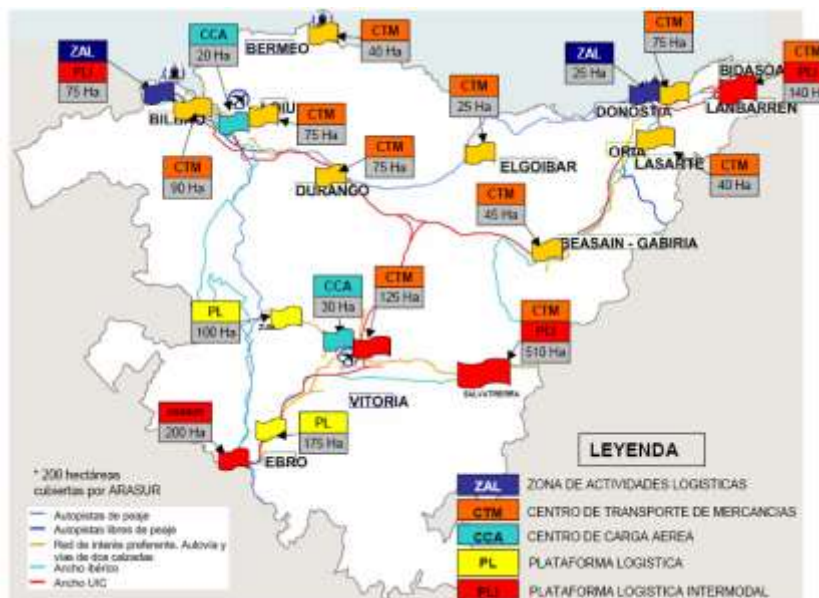 CTM
40 Ha
BERMEO
CCA
20 Ha
ZAL
PLI
75 Ha
BILBAO
CTM
75 Ha
CTM
90 Ha
CTM
75 Ha
DURANGO
CTM
25 Ha
ELGOIBAR
ZAL
25 Ha
CTM
75 Ha
DONOSTIA
BIDASOA
LANBARREN
CTM
PLI
140 Ha
ORIA
LASARTE
CTM
40 Ha
CTM
45 Ha
BEASAIN - GABIRIA
PL
100 Ha
CCA
30 Ha
CTM
125 Ha
VITORIA
CTM
PLI
510 Ha
SALVATIERRA
200 Ha
EBRO
PL
175 Ha
* 200 hectáreas
cubiertas por ARASUR
Autopistas de peaje
Autopistas libres de peaje
Red de interés preferente. Autovía y
vías de dos calzadas
Ancho ibérico
Ancho UIC
LEYENDA
ZAL ZONA DE ACTIVIDADES LOGISTICAS
CTM CENTRO DE TRANSPORTE DE MERCANCIAS
CCA CENTRO DE CARGA AEREA
PL PLATAFORMA LOGISTICA
PLI PLATAFORMA LOGISTICA INTERMODAL